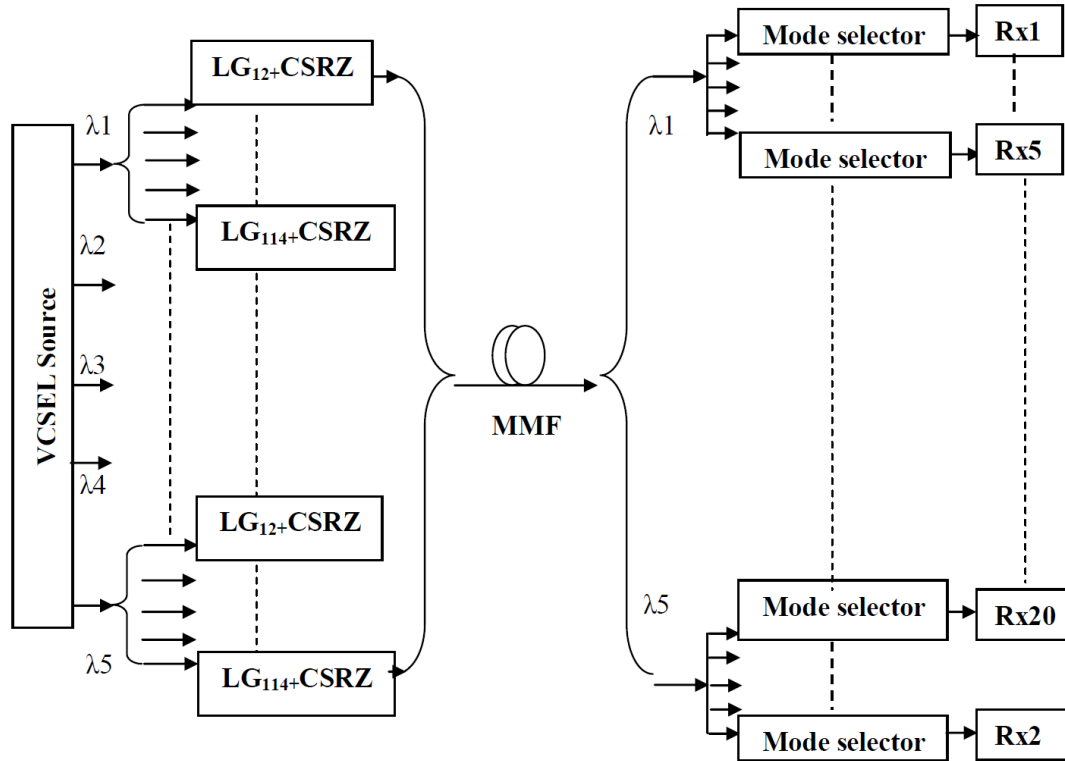 LG12+CSRZ
λ1
LG114+CSRZ
λ2
λ3
λ4
VCSEL Source
LG12+CSRZ
λ5
LG114+CSRZ
MMF
λ1
Mode selector
Rx1
Mode selector
Rx5
λ5
Mode selector
Rx20
Mode selector
Rx2